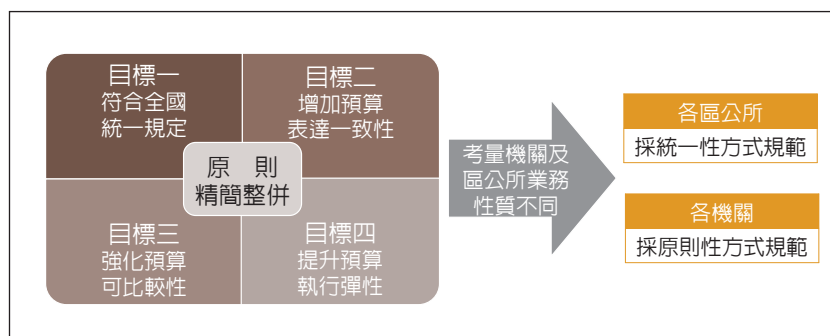 目標一
符合全國
統一規定
目標二
增加預算
表達一致性
原　則
精簡整併
目標三
強化預算
可比較性
目標四
提升預算
執行彈性
考量機關及
區公所業務
性質不同
各區公所
採統一性方式規範
各機關
採原則性方式規範